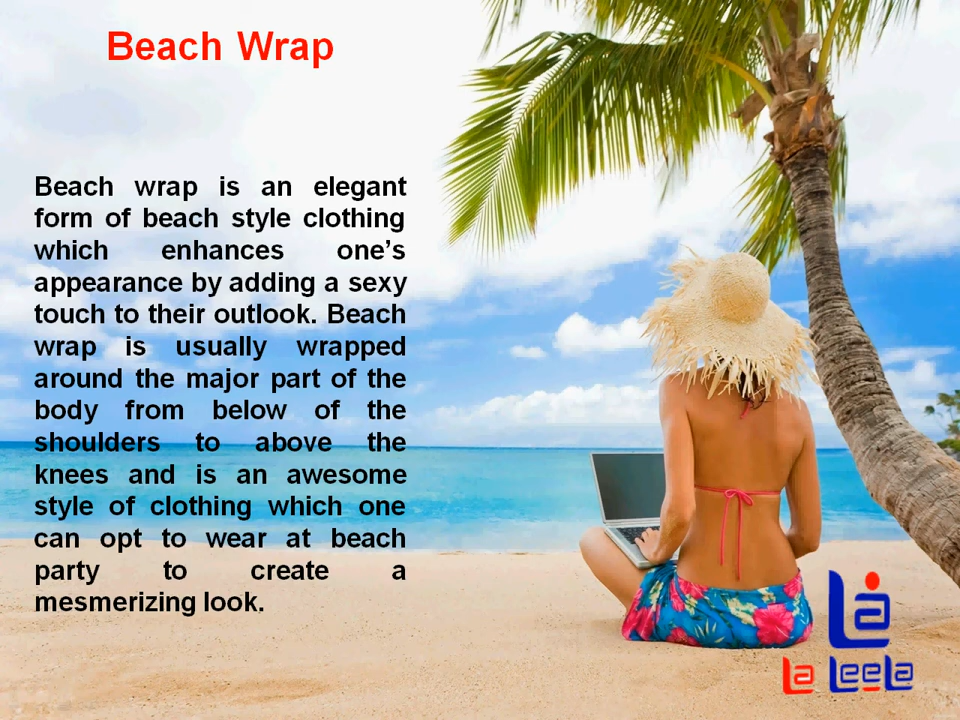 Beach Wrap
Beach wrap is an elegant
form of beach style clothing
which enhances one’s
appearance by adding a sexy
touch to their outlook. Beach
wrap is usually wrapped
around the major part of the
body from below of the
shoulders to above the
knees and is an awesome
style of clothing which one
can opt to wear at beach
party to create a
mesmerizing look.
La
La Leela